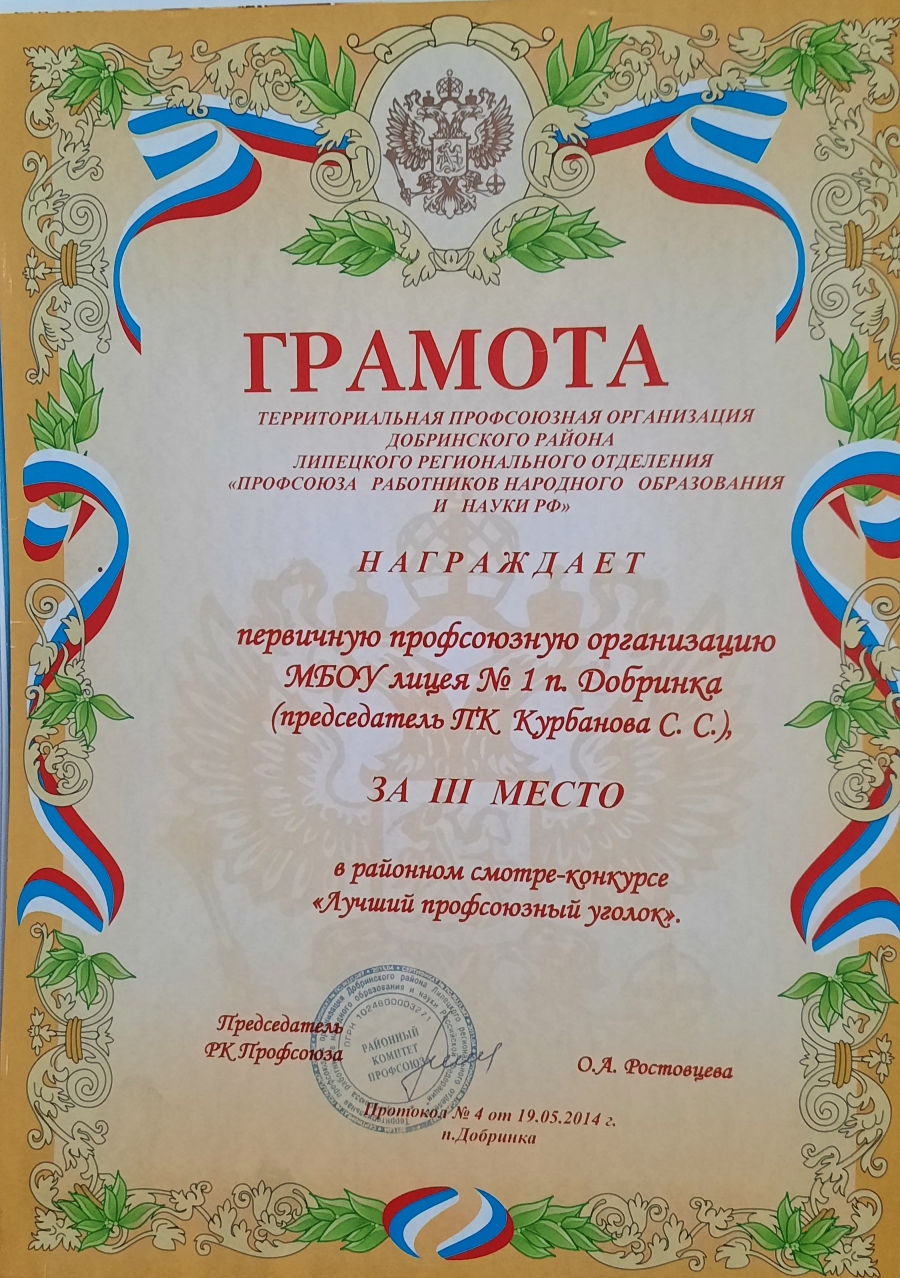 ГРАМОТА
ТЕРРИТОРИАЛЬНАЯ ПРОФСОЮЗНАЯ ОРГАНИЗАЦИЯ
ДОБРИНСКОГО РАЙОНА
ЛИПЕЦКОГО РЕГИОНАЛЬНОГО ОТДЕЛЕНИЯ
«ПРОФСОЮЗА РАБОТНИКОВ НАРОДНОГО ОБРАЗОВАНИЯ
И НАУКИ РФ»
НАГРАЖДАЕТ
первичную профсоюзную организацию
МБОУ лицея № 1 п. Добринка
(председатель ПК Курбанова С. С.),
ЗА III МЕСТО
в районном смотре-конкурсе
«Лучший профсоюзный уголок».
Председатель
РК Профсоюза
ОГРН 1024800003271
РАЙОННЫЙ
КОМИТЕТ
ПРОФСОЮЗА
О.А. Ростовцева
Протокол № 4 от 19.05.2014 г.
п.Добринка